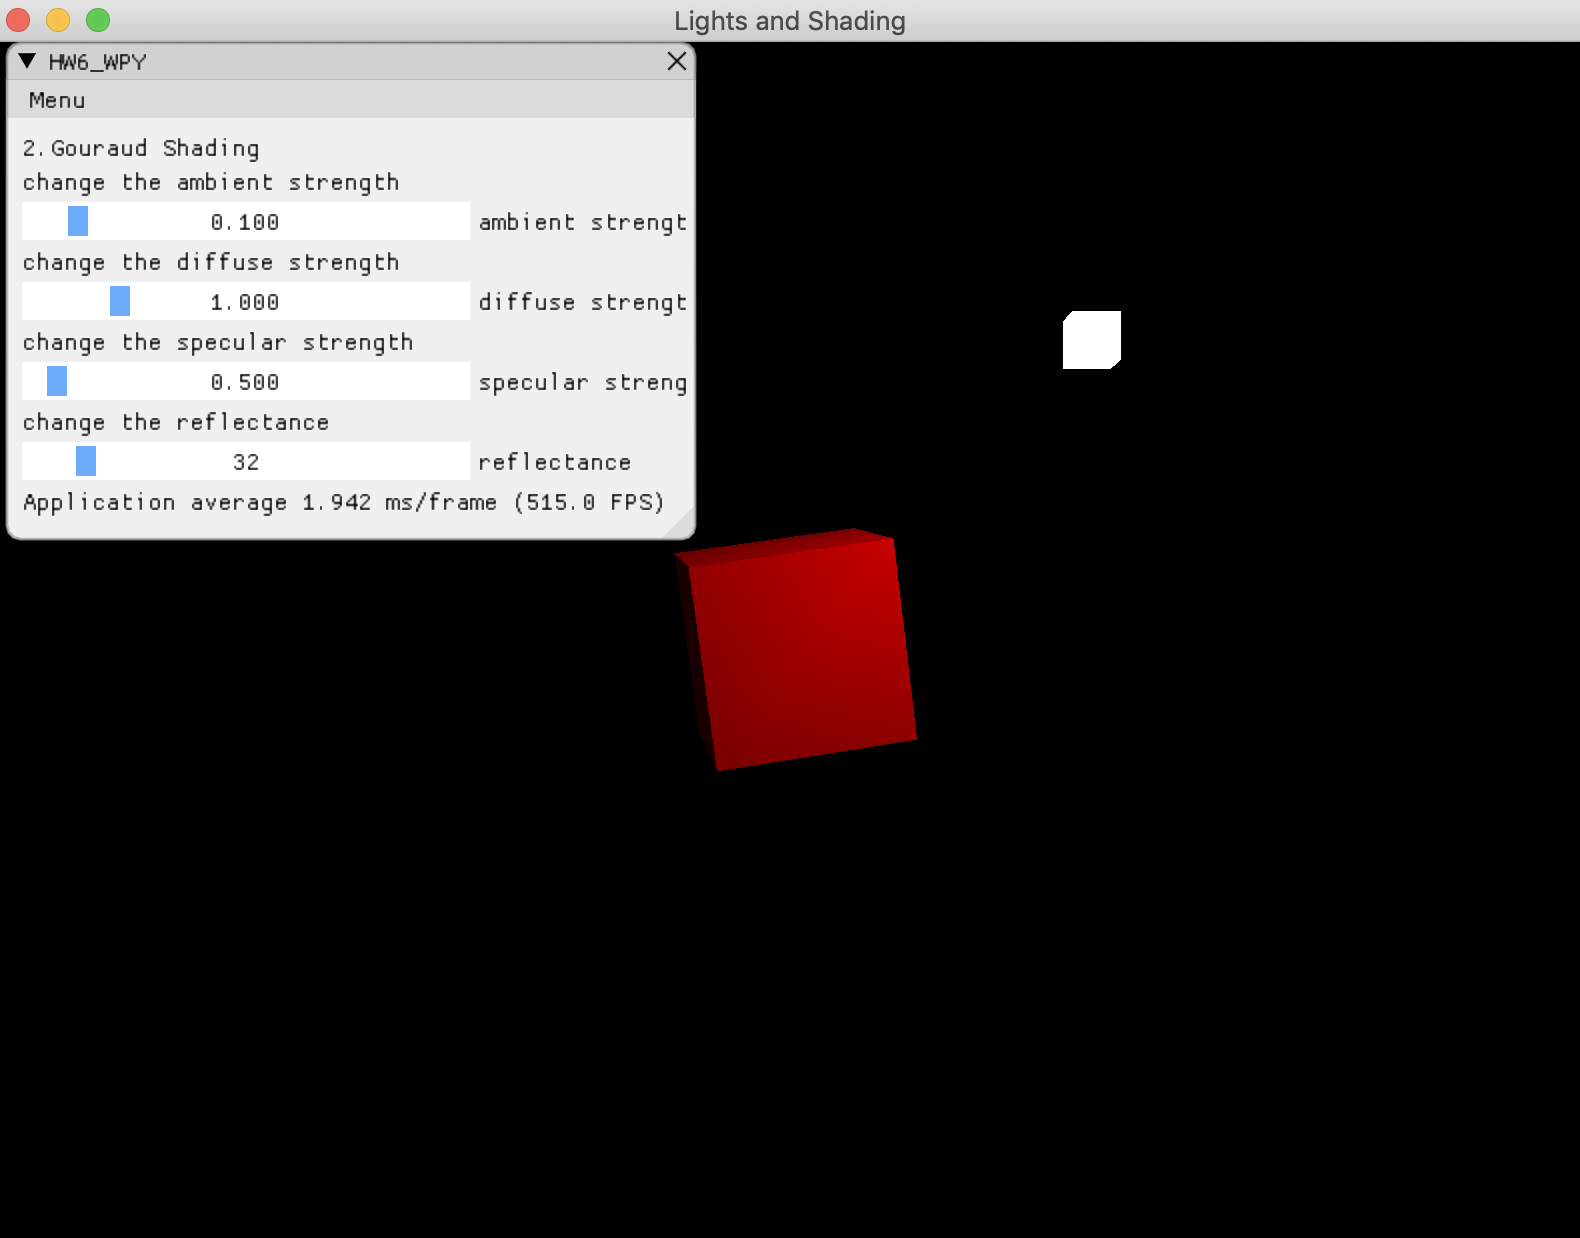 Lights and Shading
HW6_WPY
Menu
2.Gouraud Shading
change the ambient strength
0.100 ambient strengt
change the diffuse strength
1.000 diffuse strengt
change the specular strength
0.500 specular streng
change the reflectance
32 reflectance
Application average 1.942 ms/frame (515.0 FPS)